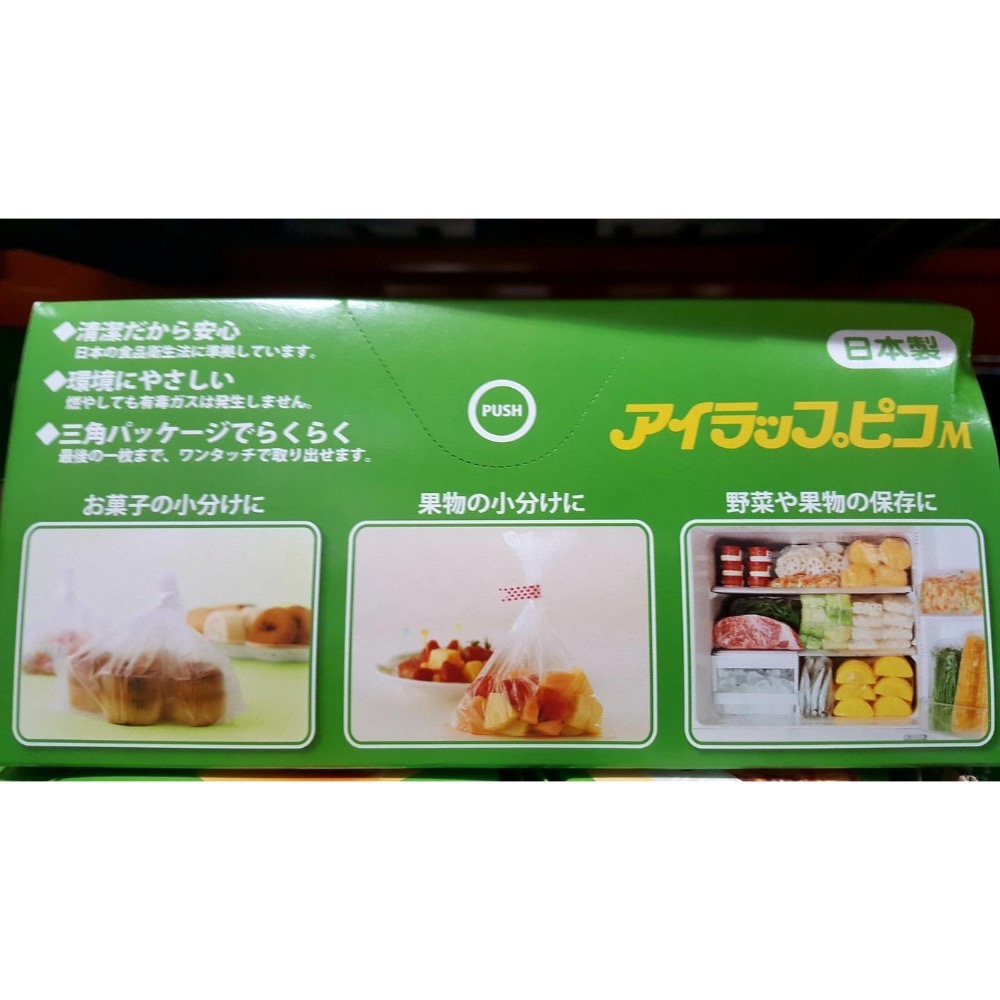 ◆清潔だから安心
日本の食品衛生法に準拠しています。
◆環境にやさしい
燃やしても有毒ガスは発生しません。
◆三角パッケージでらくらく
最後の一枚まで、ワンタッチで取り出せます。
PUSH
日本製
アイラップ。ピコM
お菓子の小分けに
果物の小分けに
野菜や果物の保存に